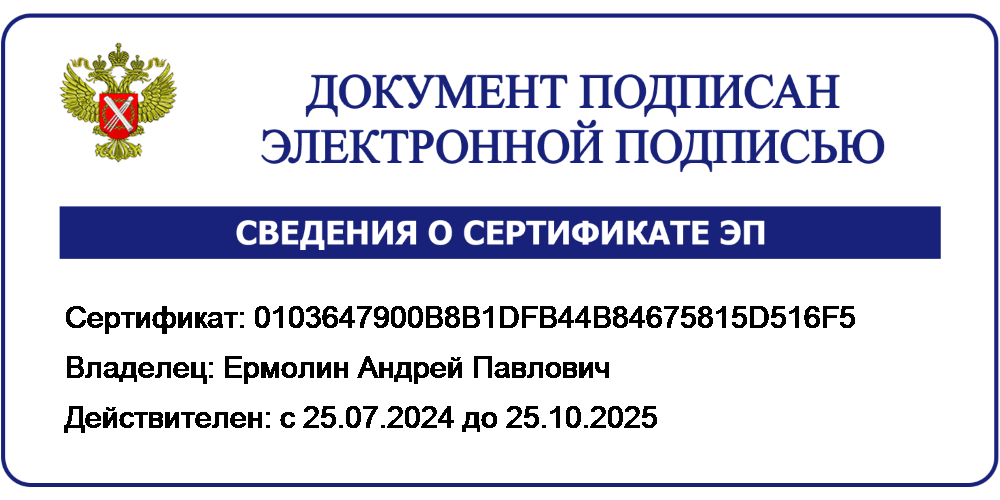 ДОКУМЕНТ ПОДПИСАН
ЭЛЕКТРОННОЙ ПОДПИСЬЮ
СВЕДЕНИЯ О СЕРТИФИКАТЕ ЭП
Сертификат: 0103647900B8B1DFB44B84675815D516F5
Владелец: Ермолин Андрей Павлович
Действителен: с 25.07.2024 до 25.10.2025